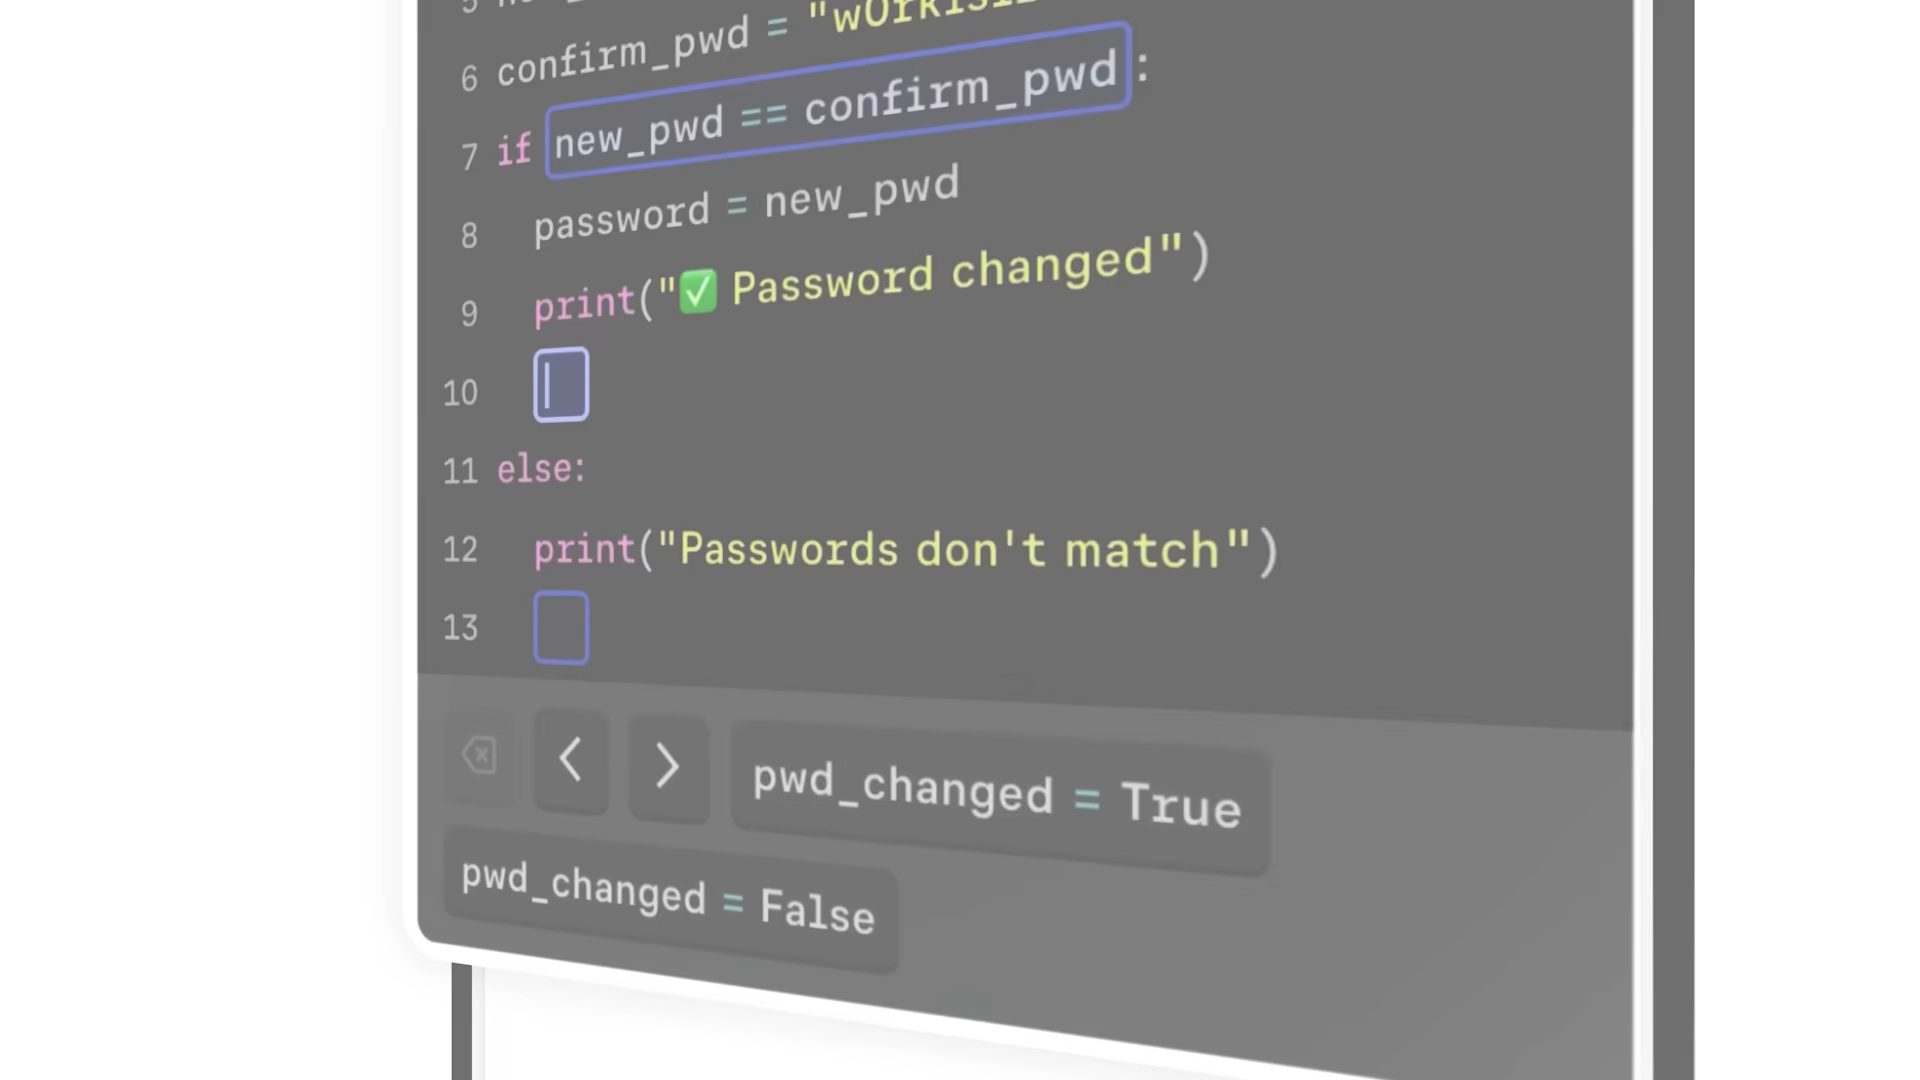 5
6 confirm_pwd =
7 if new_pwd == confirm_pwd:
8 password = new_pwd
9 print("✅ Password changed")
10
11 else:
12 print("Passwords don't match")
13
< > pwd_changed = True
pwd_changed = False